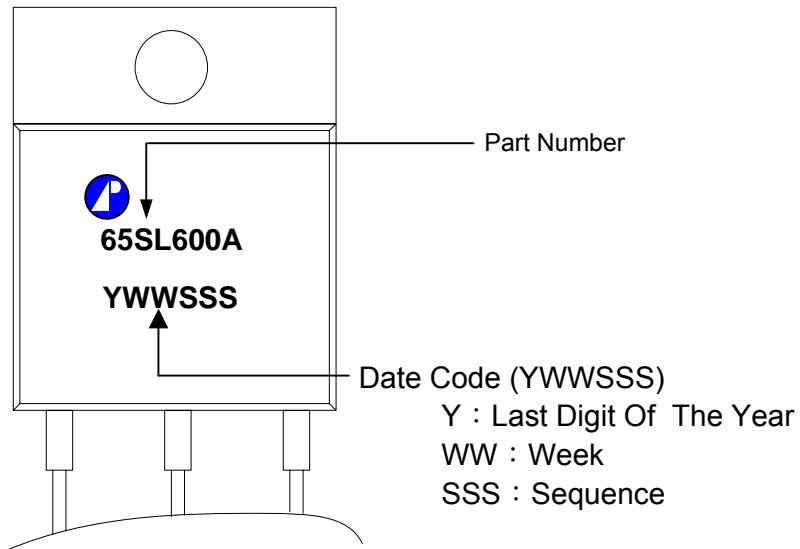 Part Number
65SL600A
YWWSSS
Date Code (YWWSSS)
Y：Last Digit Of The Year
WW：Week
SSS：Sequence